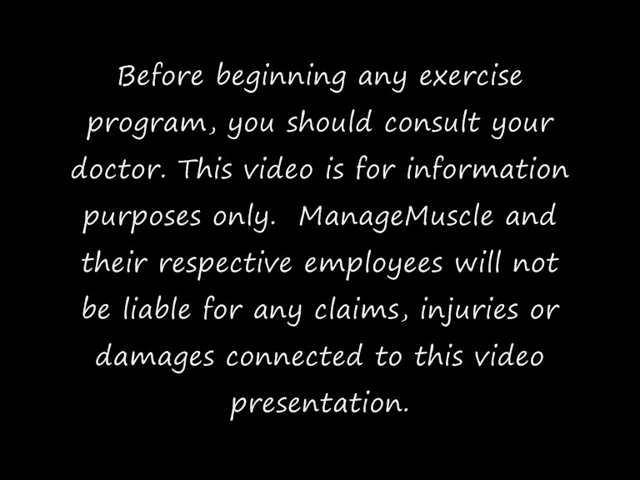 Before beginning any exercise
program, you should consult your
doctor. This video is for information
purposes only.  ManageMuscle and
their respective employees will not
be liable for any claims, injuries or
damages connected to this video
presentation.